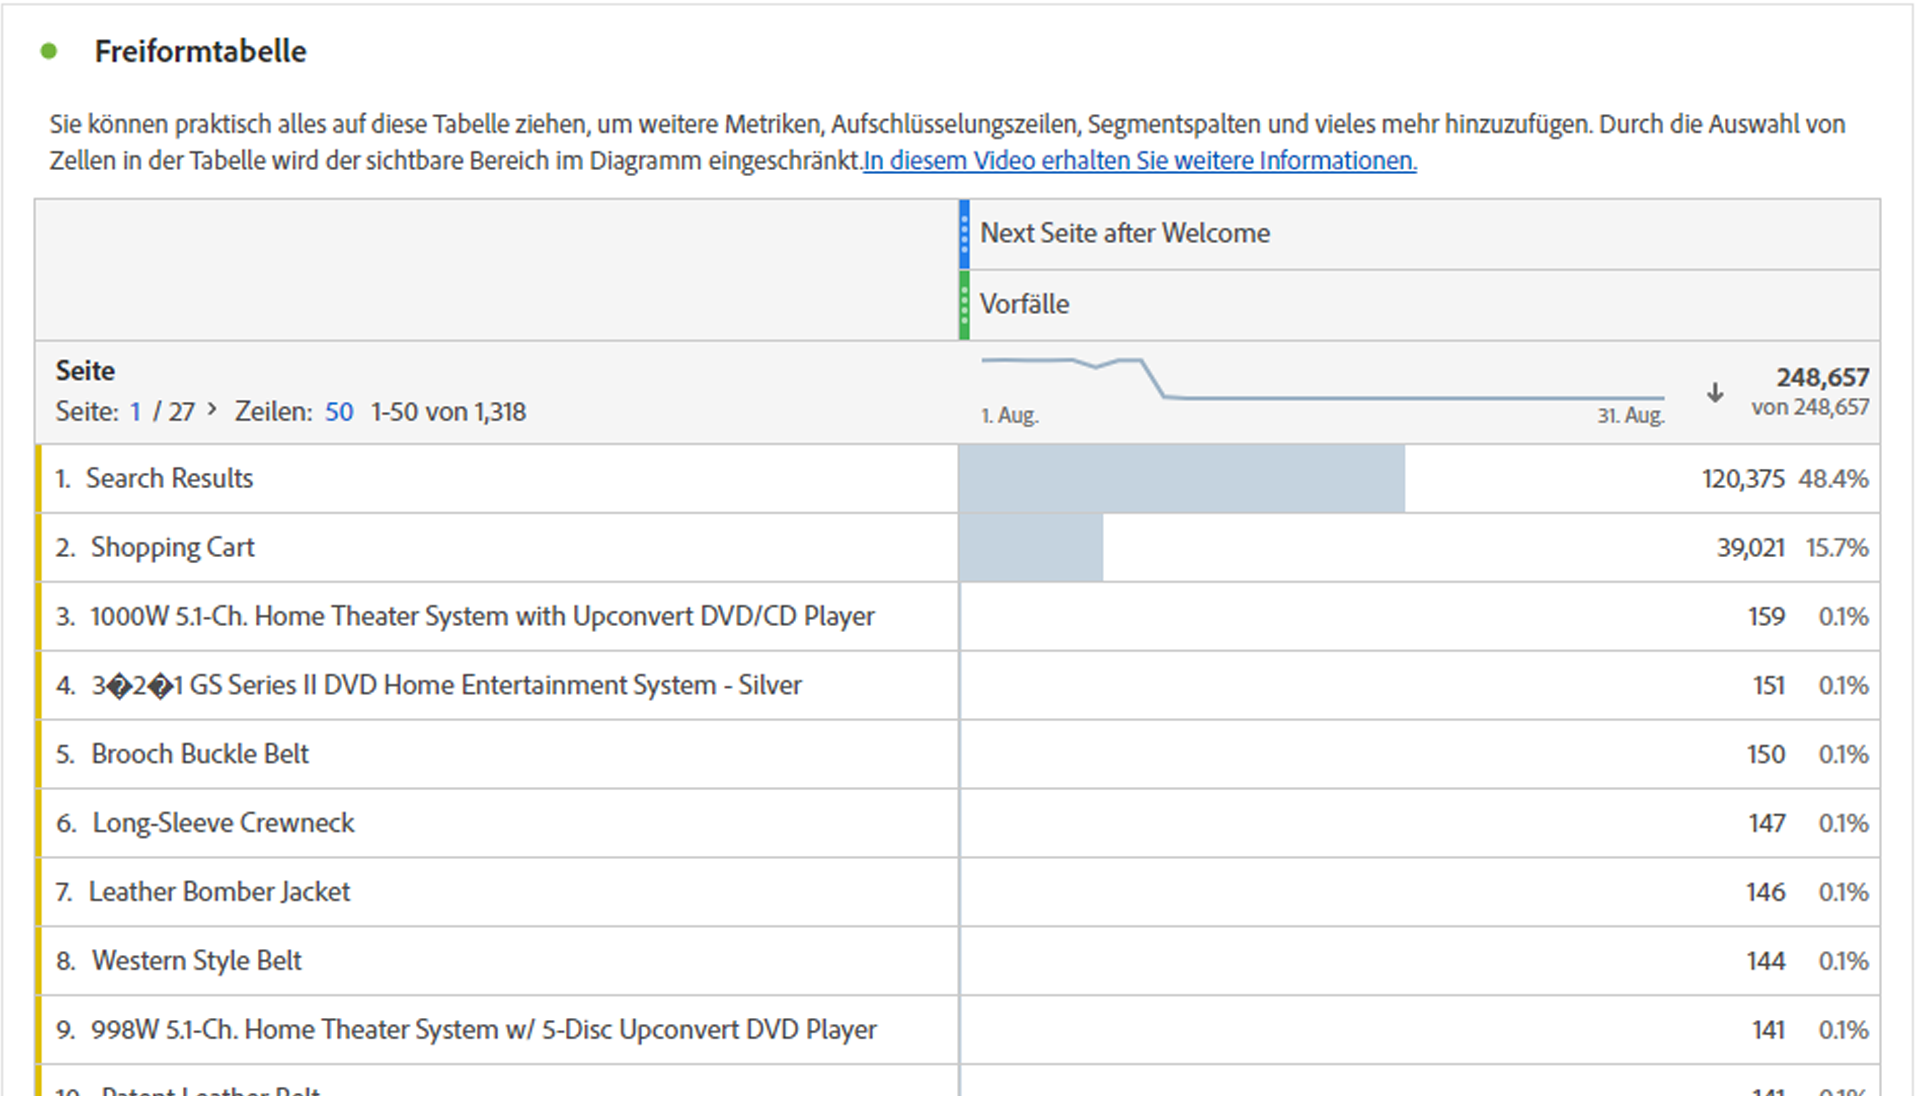 Freiformtabelle
Sie können praktisch alles auf diese Tabelle ziehen, um weitere Metriken, Aufschlüsselungszeilen, Segmentspalten und vieles mehr hinzuzufügen. Durch die Auswahl von
Zellen in der Tabelle wird der sichtbare Bereich im Diagramm eingeschränkt.In diesem Video erhalten Sie weitere Informationen.
Next Seite after Welcome
Vorfälle
Seite
Seite: 1 / 27 > Zeilen: 50 1-50 von 1,318
1. Aug.
31. Aug.
248,657
von 248,657
1. Search Results 120,375 48.4%
2. Shopping Cart 39,021 15.7%
3. 1000W 5.1-Ch. Home Theater System with Upconvert DVD/CD Player 159 0.1%
4. 3�2�1 GS Series II DVD Home Entertainment System - Silver 151 0.1%
5. Brooch Buckle Belt 150 0.1%
6. Long-Sleeve Crewneck 147 0.1%
7. Leather Bomber Jacket 146 0.1%
8. Western Style Belt 144 0.1%
9. 998W 5.1-Ch. Home Theater System w/ 5-Disc Upconvert DVD Player 141 0.1%
10. Patent Leather Belt 141 0.1%